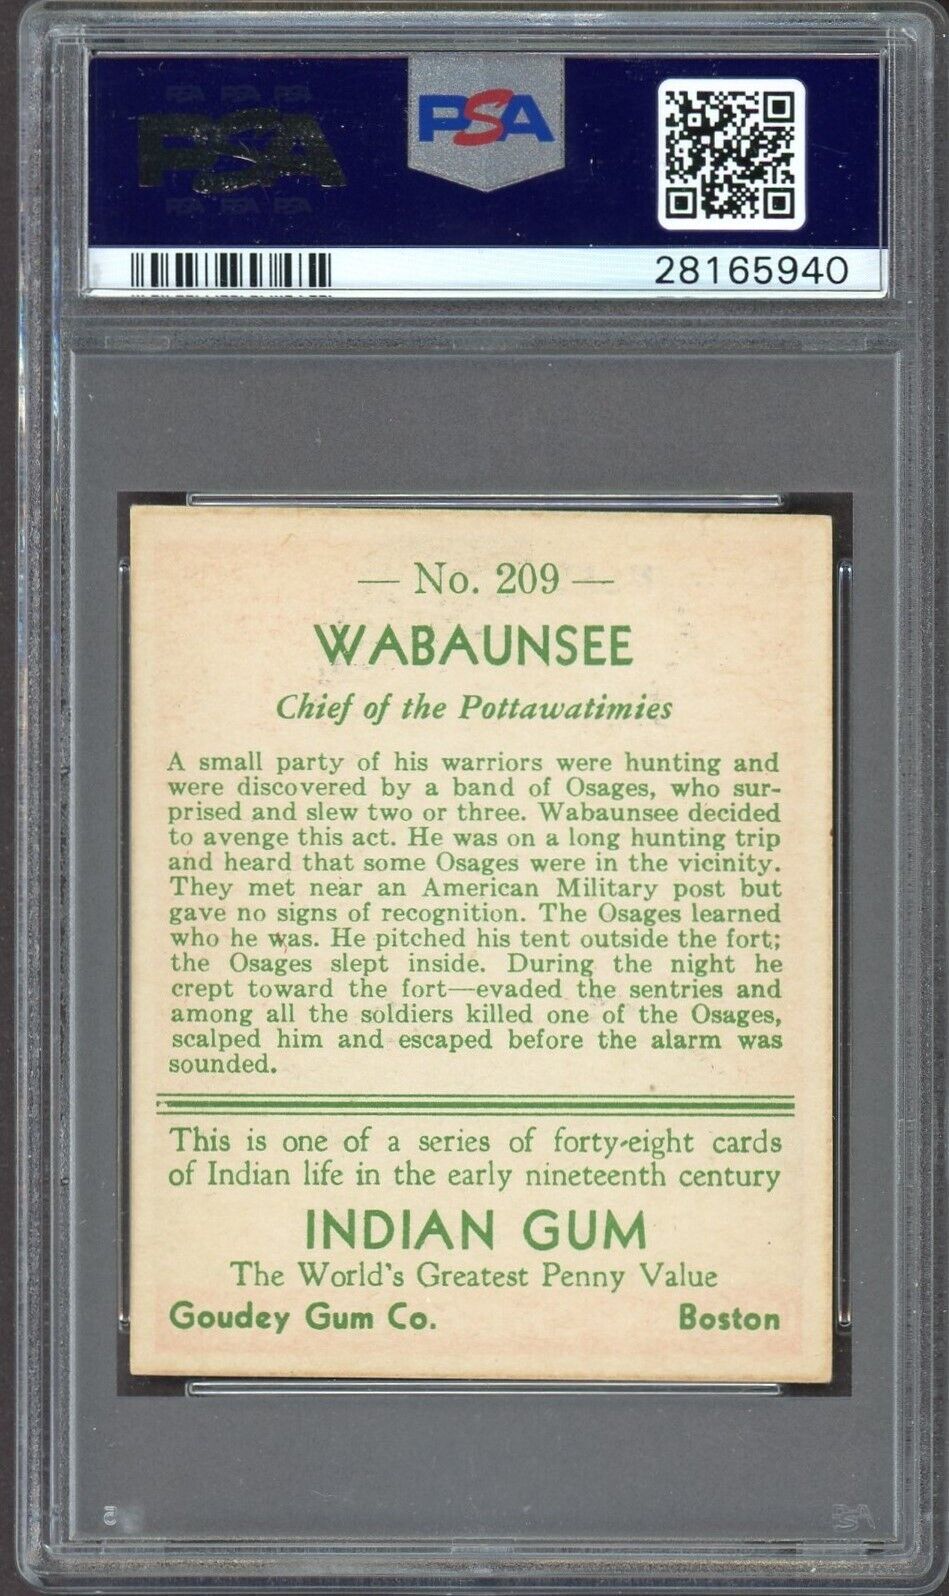 PSA PSA PSA
PSA
PSA PSA PSA
PSA
28165940
— No. 209 —
WABAUNSEE
Chief of the Pottawatimies
A small party of his warriors were hunting and
were discovered by a band of Osages, who sur-
prised and slew two or three. Wabaunsee decided
to avenge this act. He was on a long hunting trip
and heard that some Osages were in the vicinity.
They met near an American Military post but
gave no signs of recognition. The Osages learned
who he was. He pitched his tent outside the fort;
the Osages slept inside. During the night he
crept toward the fort—evaded the sentries and
among all the soldiers killed one of the Osages,
scalped him and escaped before the alarm was
sounded.
This is one of a series of forty-eight cards
of Indian life in the early nineteenth century
INDIAN GUM
The World's Greatest Penny Value
Goudey Gum Co. Boston
PSA